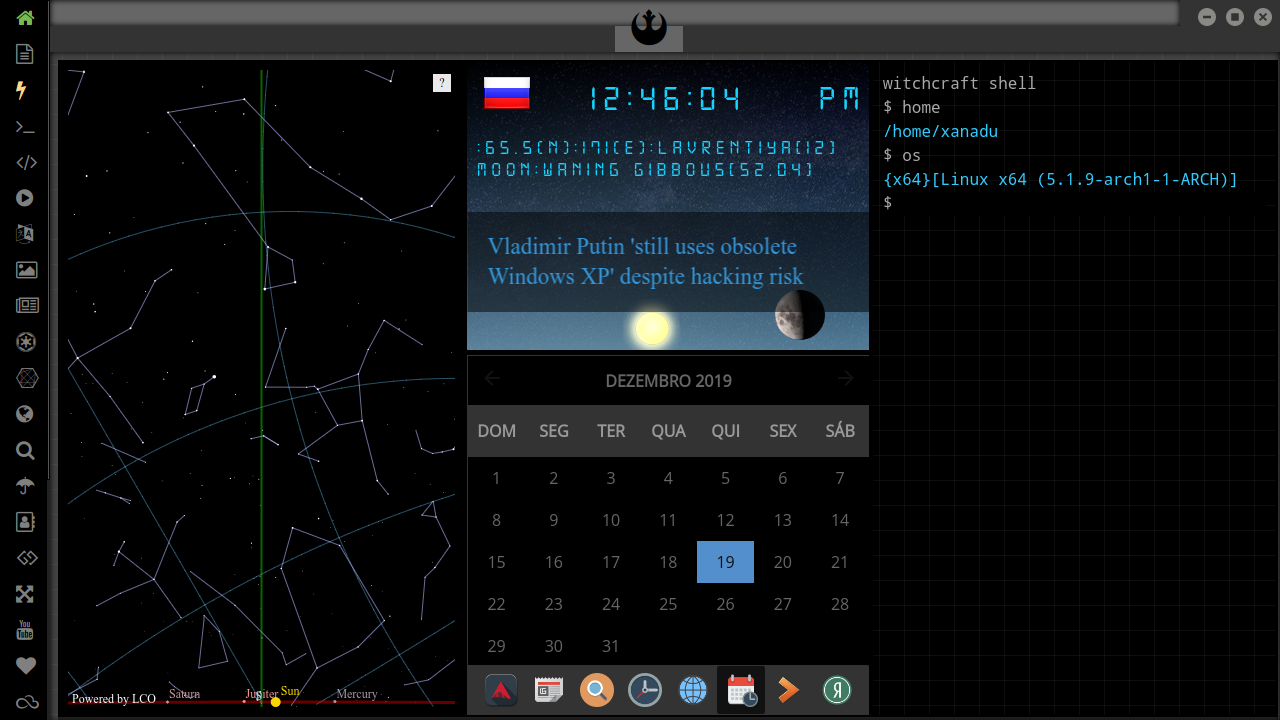 ?
Powered by LCO
Saturn
Jupiter
S
Sun
Mercury
12:46:04 PM
:65.5(N):171(E):LAVRENTIYA(12)
MOON:WANING GIBBOUS(52.04)
Vladimir Putin 'still uses obsolete
Windows XP' despite hacking risk
DEZEMBRO 2019
DOM SEG TER QUA QUI SEX SÁB
1 2 3 4 5 6 7
8 9 10 11 12 13 14
15 16 17 18 19 20 21
22 23 24 25 26 27 28
29 30 31
Я
witchcraft shell
$ home
/home/xanadu
$ os
{x64}[Linux x64 (5.1.9-arch1-1-ARCH)]
$
You
Tube